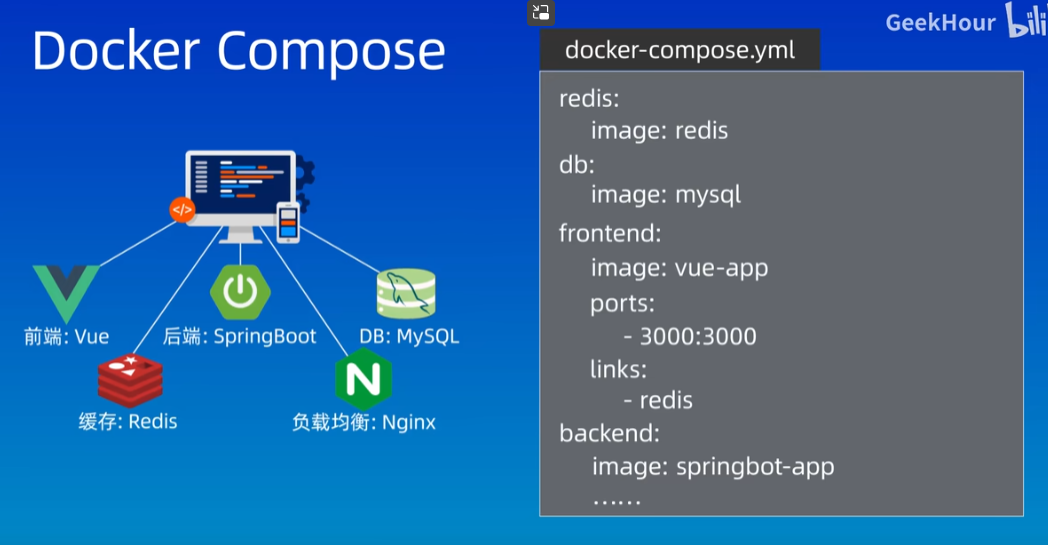 Docker Compose
</>
前端: Vue
后端: SpringBoot
DB: MySQL
缓存: Redis
N
负载均衡: Nginx
GeekHour
bili
docker-compose.yml
redis:
image: redis
db:
image: mysql
frontend:
image: vue-app
ports:
- 3000:3000
links:
- redis
backend:
image: springbot-app
……